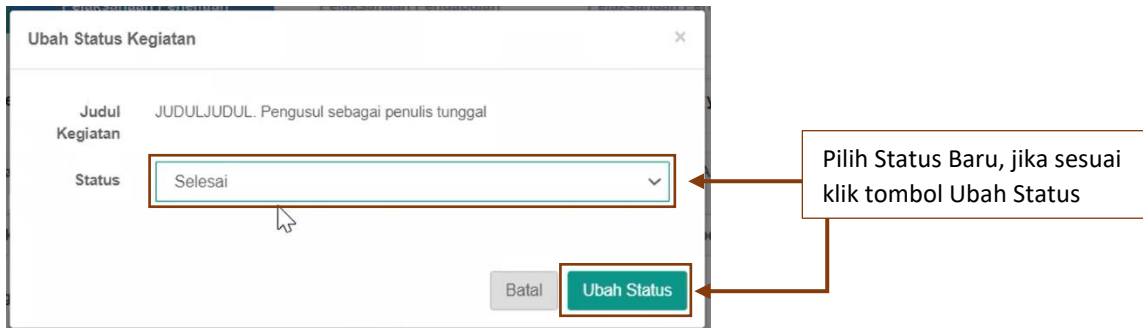 Ubah Status Kegiatan ×
Judul Kegiatan
JUDULJUDUL. Pengusul sebagai penulis tunggal
Status
Selesai
Batal
Ubah Status
Pilih Status Baru, jika sesuai
klik tombol Ubah Status